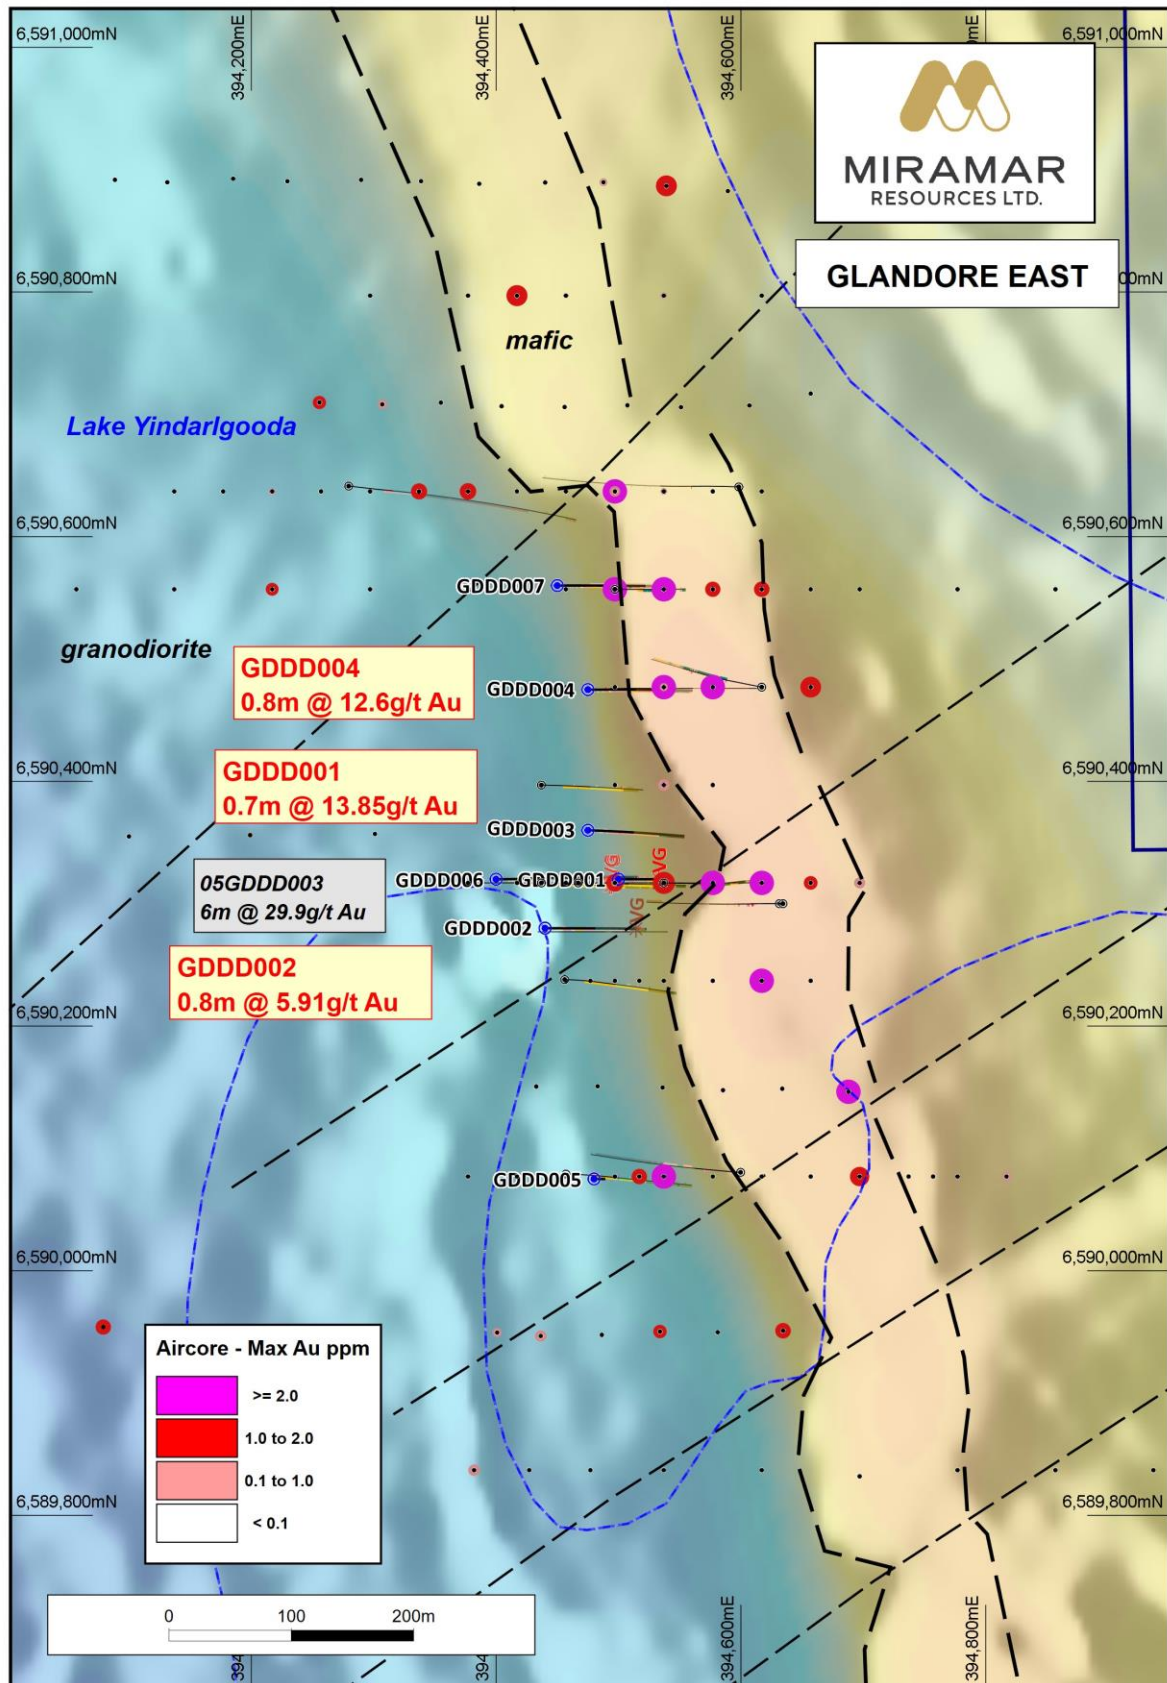 6,591,000mN
394,200mE
394,400mE
394,600mE
mE
6,591,000mN
MIRAMAR
RESOURCES LTD.
GLANDORE EAST
6,590,800mN
00mN
mafic
Lake Yindarlgooda
6,590,600mN
6,590,600mN
GDDD007
granodiorite
GDDD004
0.8m @ 12.6g/t Au
GDDD004
GDDD001
0.7m @ 13.85g/t Au
6,590,400mN
6,590,400mN
GDDD003
VG
VG
05GDDD003
6m @ 29.9g/t Au
GDDD006
GDDD001
VG
GDDD002
GDDD002
0.8m @ 5.91g/t Au
6,590,200mN
6,590,200mN
GDDD005
6,590,000mN
6,590,000mN
Aircore - Max Au ppm
>= 2.0
1.0 to 2.0
0.1 to 1.0
< 0.1
6,589,800mN
6,589,800mN
0 100 200m
394,
394,600mE
394,800mE